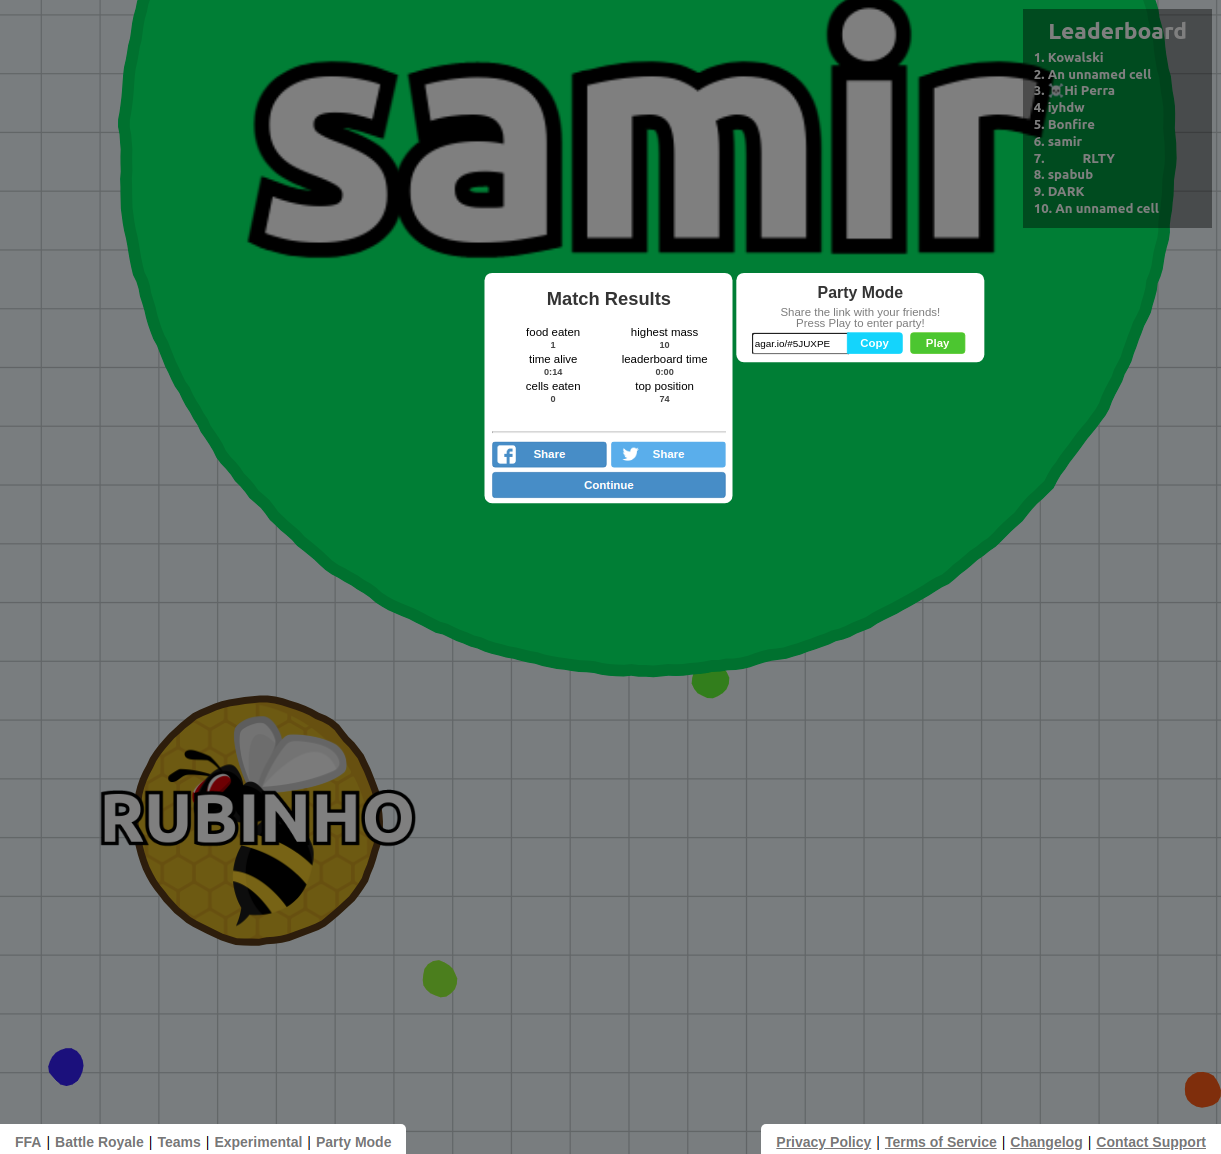 samir
Leaderboard
1. Kowalski
2. An unnamed cell
3. ☠️Hi Perra
4. iyhdw
5. Bonfire
6. samir
7. RLTY
8. spabub
9. DARK
10. An unnamed cell
Match Results
food eaten highest mass
1 10
time alive leaderboard time
0:14 0:00
cells eaten top position
0 74
Share Share
Continue
Party Mode
Share the link with your friends!
Press Play to enter party!
agar.io/#5JUXPE Copy Play
RUBINHO
FFA | Battle Royale | Teams | Experimental | Party Mode
Privacy Policy | Terms of Service | Changelog | Contact Support